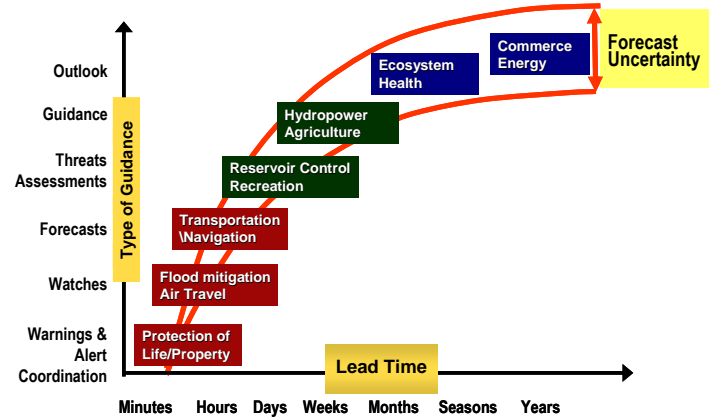 Outlook
Guidance
Threats
Assessments
Forecasts
Watches
Warnings &
Alert
Coordination
Type of Guidance
Commerce
Energy
Forecast
Uncertainty
Ecosystem
Health
Hydropower
Agriculture
Reservoir Control
Recreation
Transportation
\Navigation
Flood mitigation
Air Travel
Protection of
Life/Property
Lead Time
Minutes Hours Days Weeks Months Seasons Years